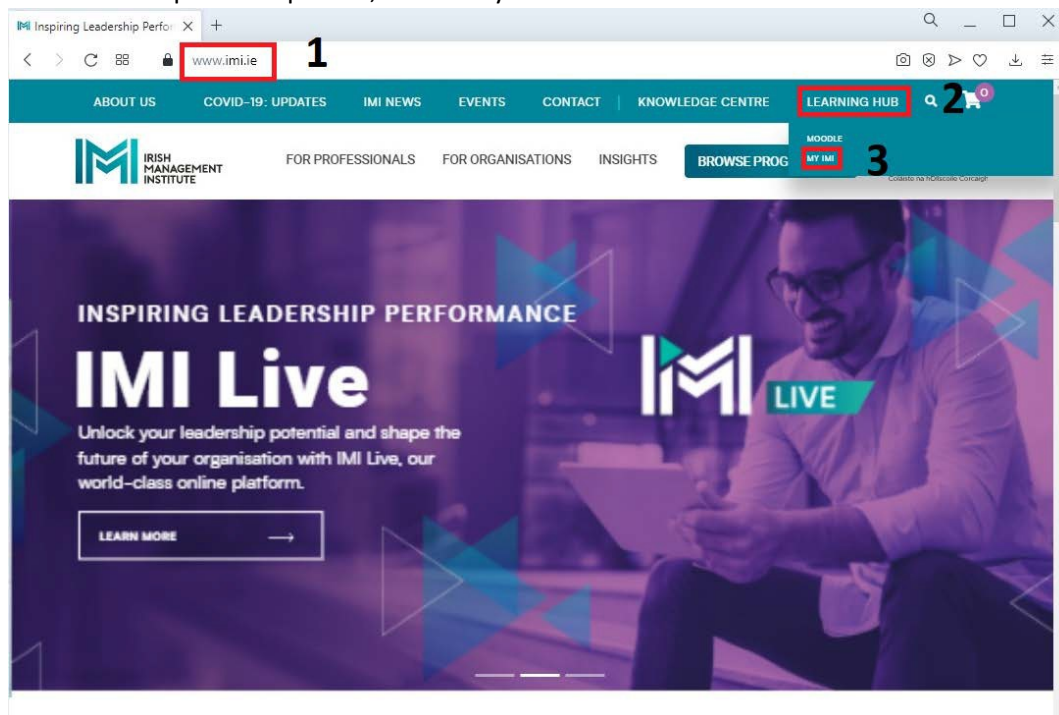 Inspiring Leadership Perfor
www.imi.ie 1
ABOUT US COVID-19: UPDATES IMI NEWS EVENTS CONTACT | KNOWLEDGE CENTRE LEARNING HUB 2 0
MOODLE
MY IMI 3
IMI IRISH
MANAGEMENT
INSTITUTE
FOR PROFESSIONALS FOR ORGANISATIONS INSIGHTS BROWSE PROG
Coláiste na hOllscoile Corcaigh
INSPIRING LEADERSHIP PERFORMANCE
IMI Live
Unlock your leadership potential and shape the
future of your organisation with IMI Live, our
world-class online platform.
LEARN MORE
IMI LIVE